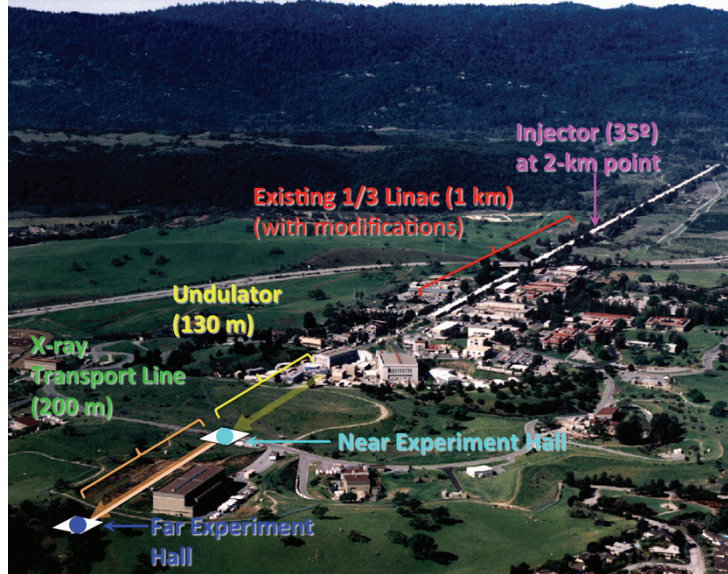 Injector (35º)
at 2-km point
Existing 1/3 Linac (1 km)
(with modifications)
Undulator
(130 m)
X-ray
Transport Line
(200 m)
Near Experiment Hall
Far Experiment
Hall